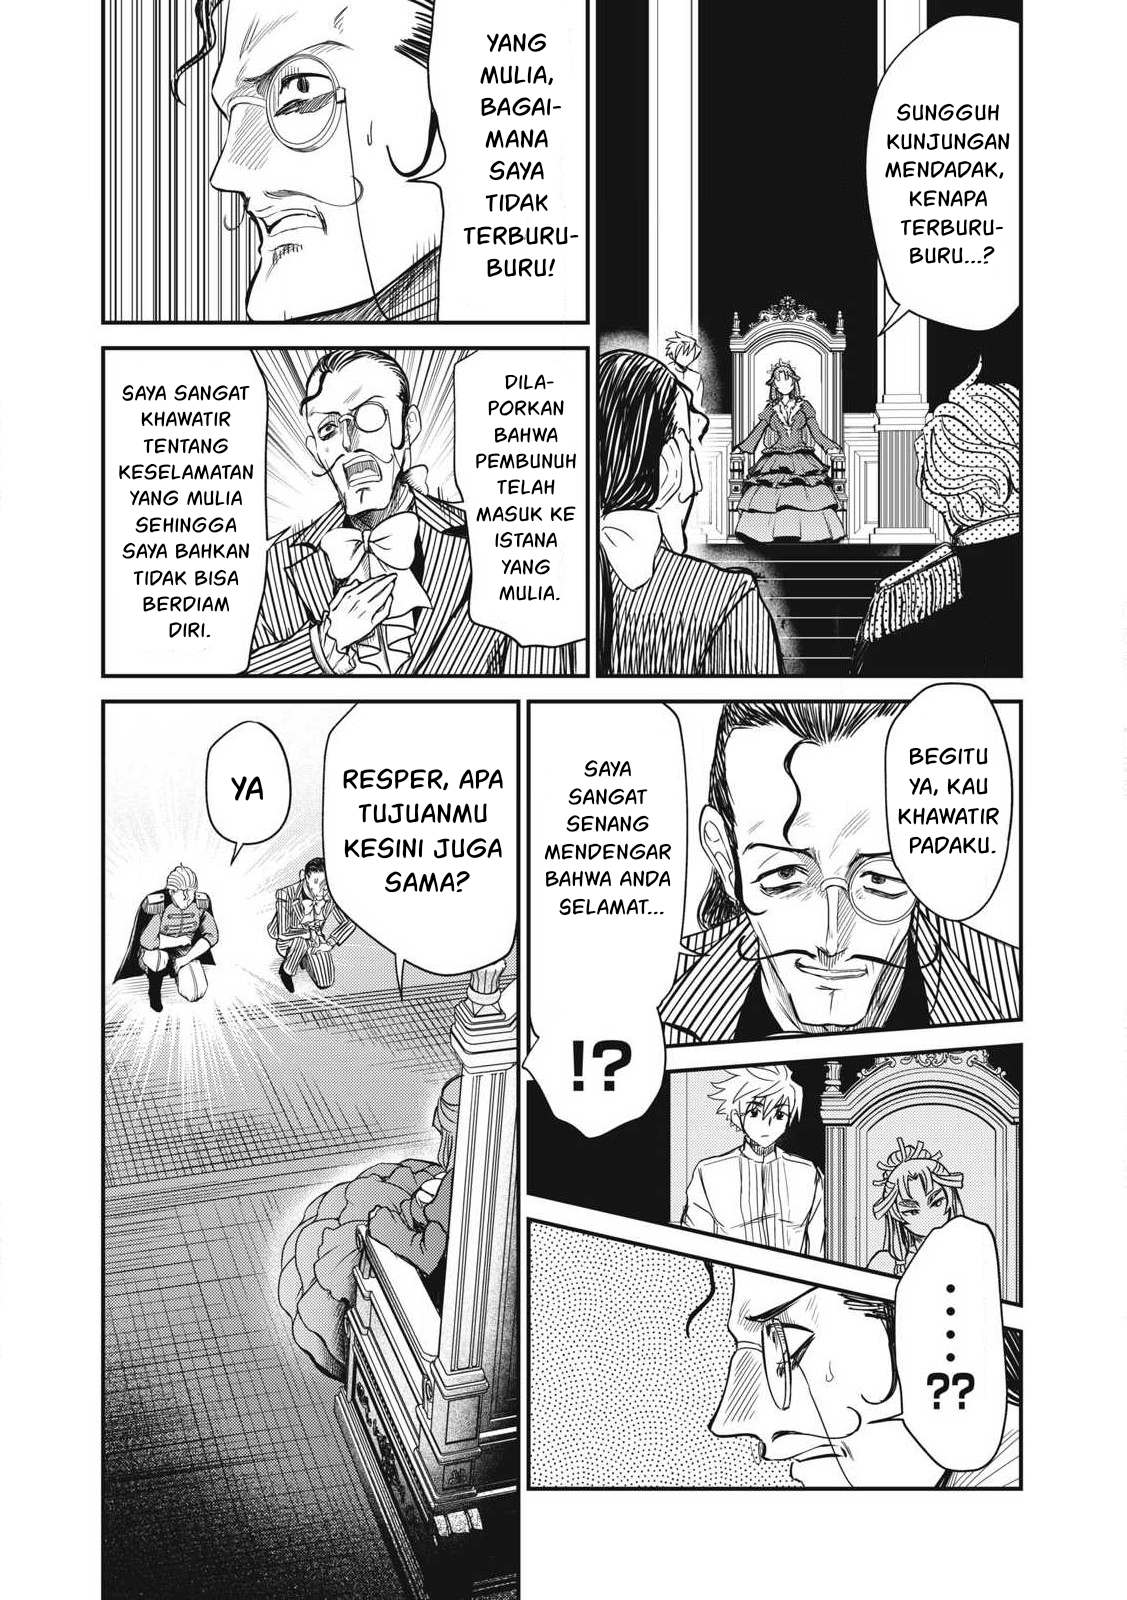 SUNGGUH
KUNJUNGAN
MENDADAK,
KENAPA
TERBURU-
BURU...?
YANG
MULIA,
BAGAI-
MANA
SAYA
TIDAK
TERBURU-
BURU!
DILA-
PORKAN
BAHWA
PEMBUNUH
TELAH
MASUK KE
ISTANA
YANG
MULIA.
SAYA SANGAT
KHAWATIR
TENTANG
KESELAMATAN
YANG MULIA
SEHINGGA
SAYA BAHKAN
TIDAK BISA
BERDIAM
DIRI.
BEGITU
YA, KAU
KHAWATIR
PADAKU.
SAYA
SANGAT
SENANG
MENDENGAR
BAHWA ANDA
SELAMAT...
!?
.....
??
RESPER, APA
TUJUANMU
KESINI JUGA
SAMA?
YA